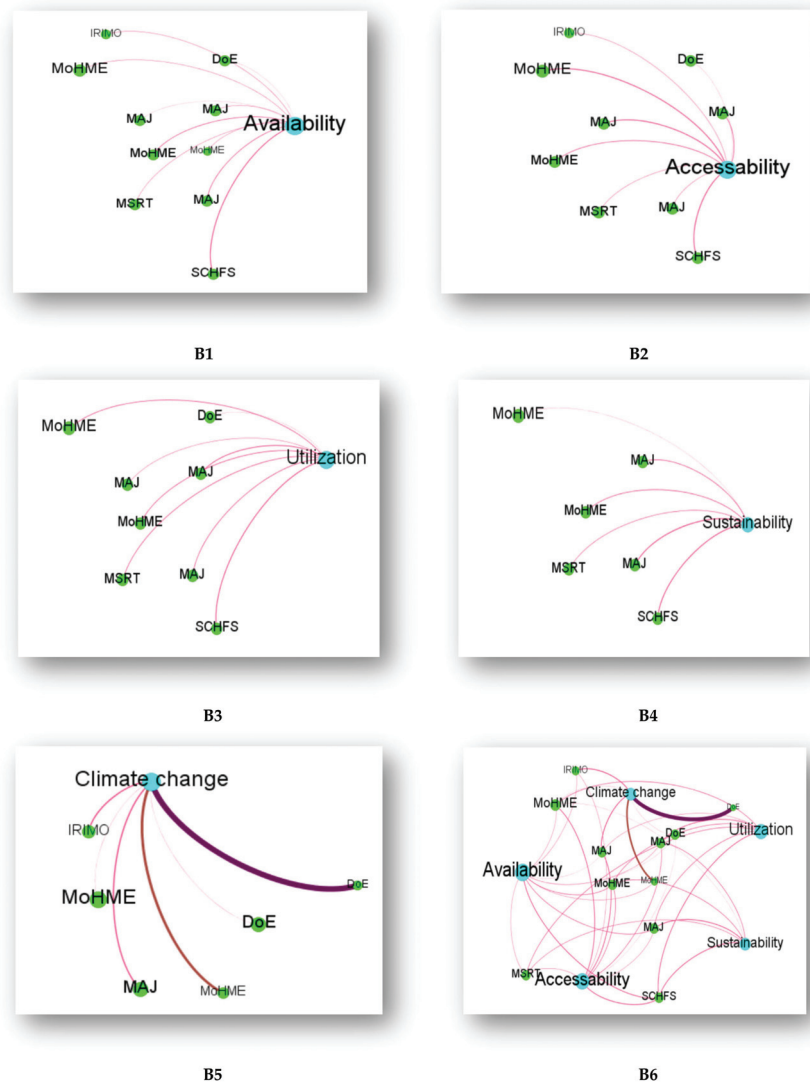 IRIMO
DoE
MoHME
MAJ
MAJ
Availability
MoHME
MoHME
MSRT
MAJ
SCHFS
B1
IRIMO
DoE
MoHME
MAJ
MAJ
MoHME
Accessability
MSRT
MAJ
SCHFS
B2
DoE
MoHME
Utilization
MAJ
MAJ
MoHME
MSRT
MAJ
SCHFS
B3
MoHME
MAJ
MoHME
Sustainability
MSRT
MAJ
SCHFS
B4
Climate change
IRIMO
DoE
MoHME
DoE
MAJ
MoHME
B5
IRIMO
Climate change
MoHME
DoE
Utilization
DoE
MAJ
MAJ
Availability
MoHME
MoHME
MAJ
Sustainability
MSRT
Accessability
SCHFS
B6